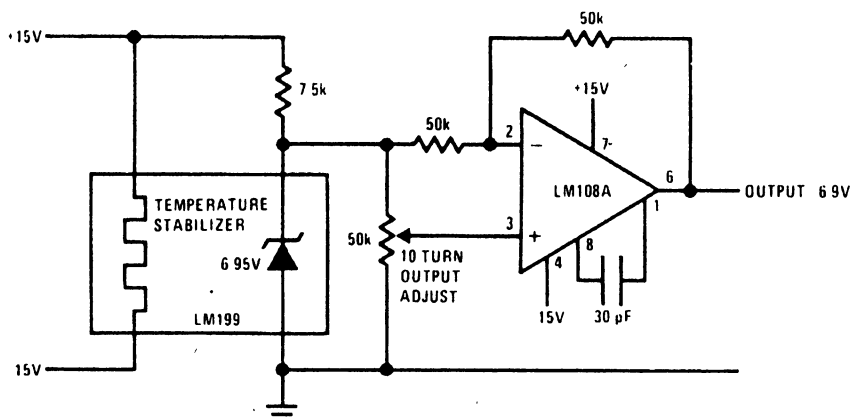 50k
+15V
7 5k
+15V
50k
2
−
7
6
LM108A
OUTPUT 6 9V
1
TEMPERATURE
STABILIZER
3
+
50k
8
6 95V
10 TURN
OUTPUT
ADJUST
4
LM199
15V
30 pF
15V